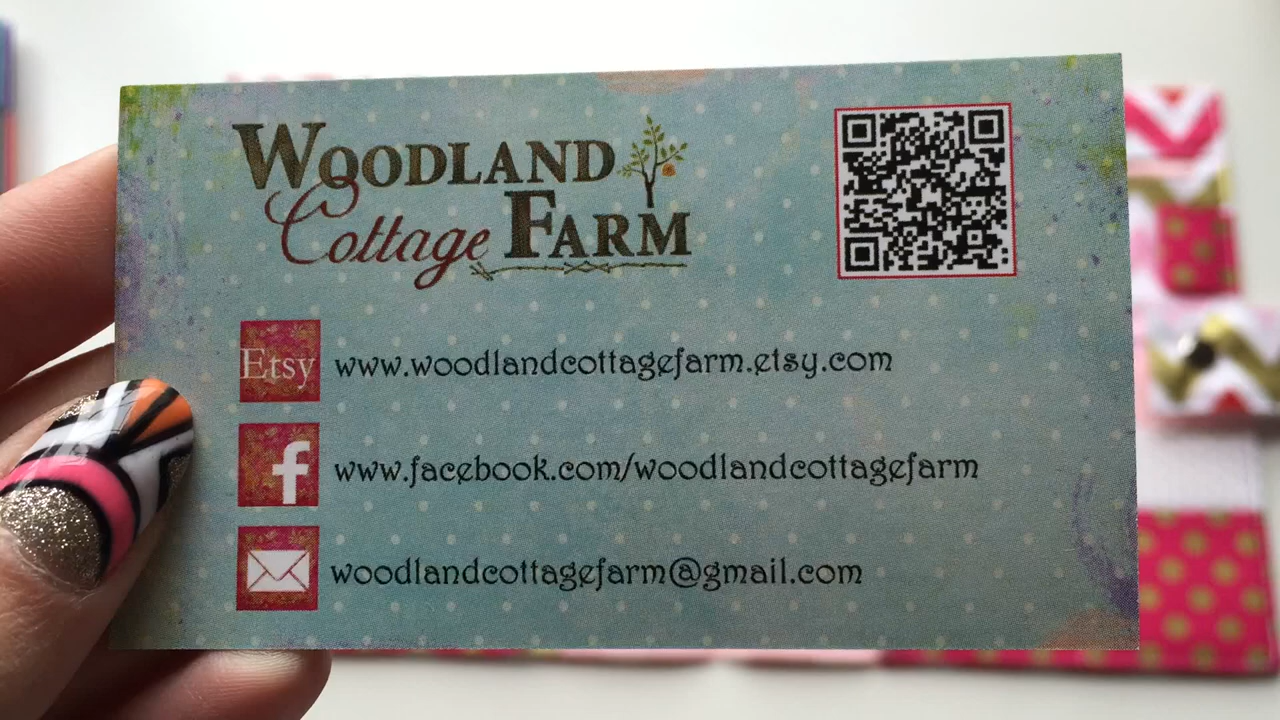 WOODLAND
Cottage FARM
Etsy www.woodlandcottagefarm.etsy.com
f www.facebook.com/woodlandcottagefarm
woodlandcottagefarm@gmail.com